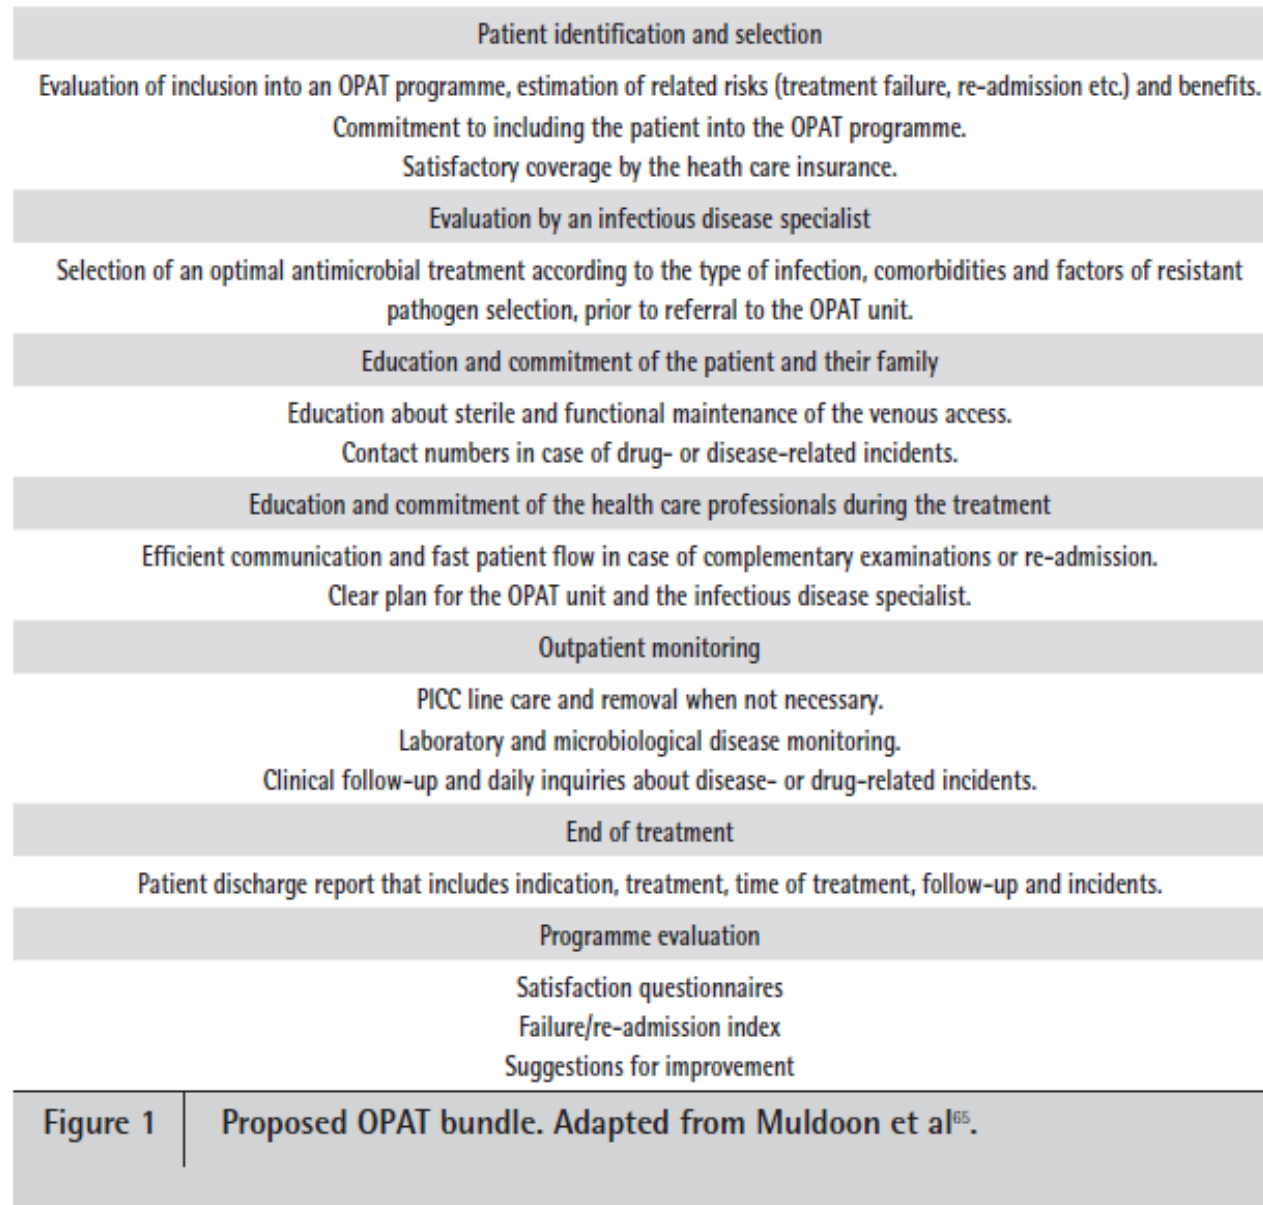 Patient identification and selection
Evaluation of inclusion into an OPAT programme, estimation of related risks (treatment failure, re-admission etc.) and benefits.
Commitment to including the patient into the OPAT programme.
Satisfactory coverage by the heath care insurance.
Evaluation by an infectious disease specialist
Selection of an optimal antimicrobial treatment according to the type of infection, comorbidities and factors of resistant
pathogen selection, prior to referral to the OPAT unit.
Education and commitment of the patient and their family
Education about sterile and functional maintenance of the venous access.
Contact numbers in case of drug- or disease-related incidents.
Education and commitment of the health care professionals during the treatment
Efficient communication and fast patient flow in case of complementary examinations or re-admission.
Clear plan for the OPAT unit and the infectious disease specialist.
Outpatient monitoring
PICC line care and removal when not necessary.
Laboratory and microbiological disease monitoring.
Clinical follow-up and daily inquiries about disease- or drug-related incidents.
End of treatment
Patient discharge report that includes indication, treatment, time of treatment, follow-up and incidents.
Programme evaluation
Satisfaction questionnaires
Failure/re-admission index
Suggestions for improvement
Figure 1 Proposed OPAT bundle. Adapted from Muldoon et al⁶⁵.